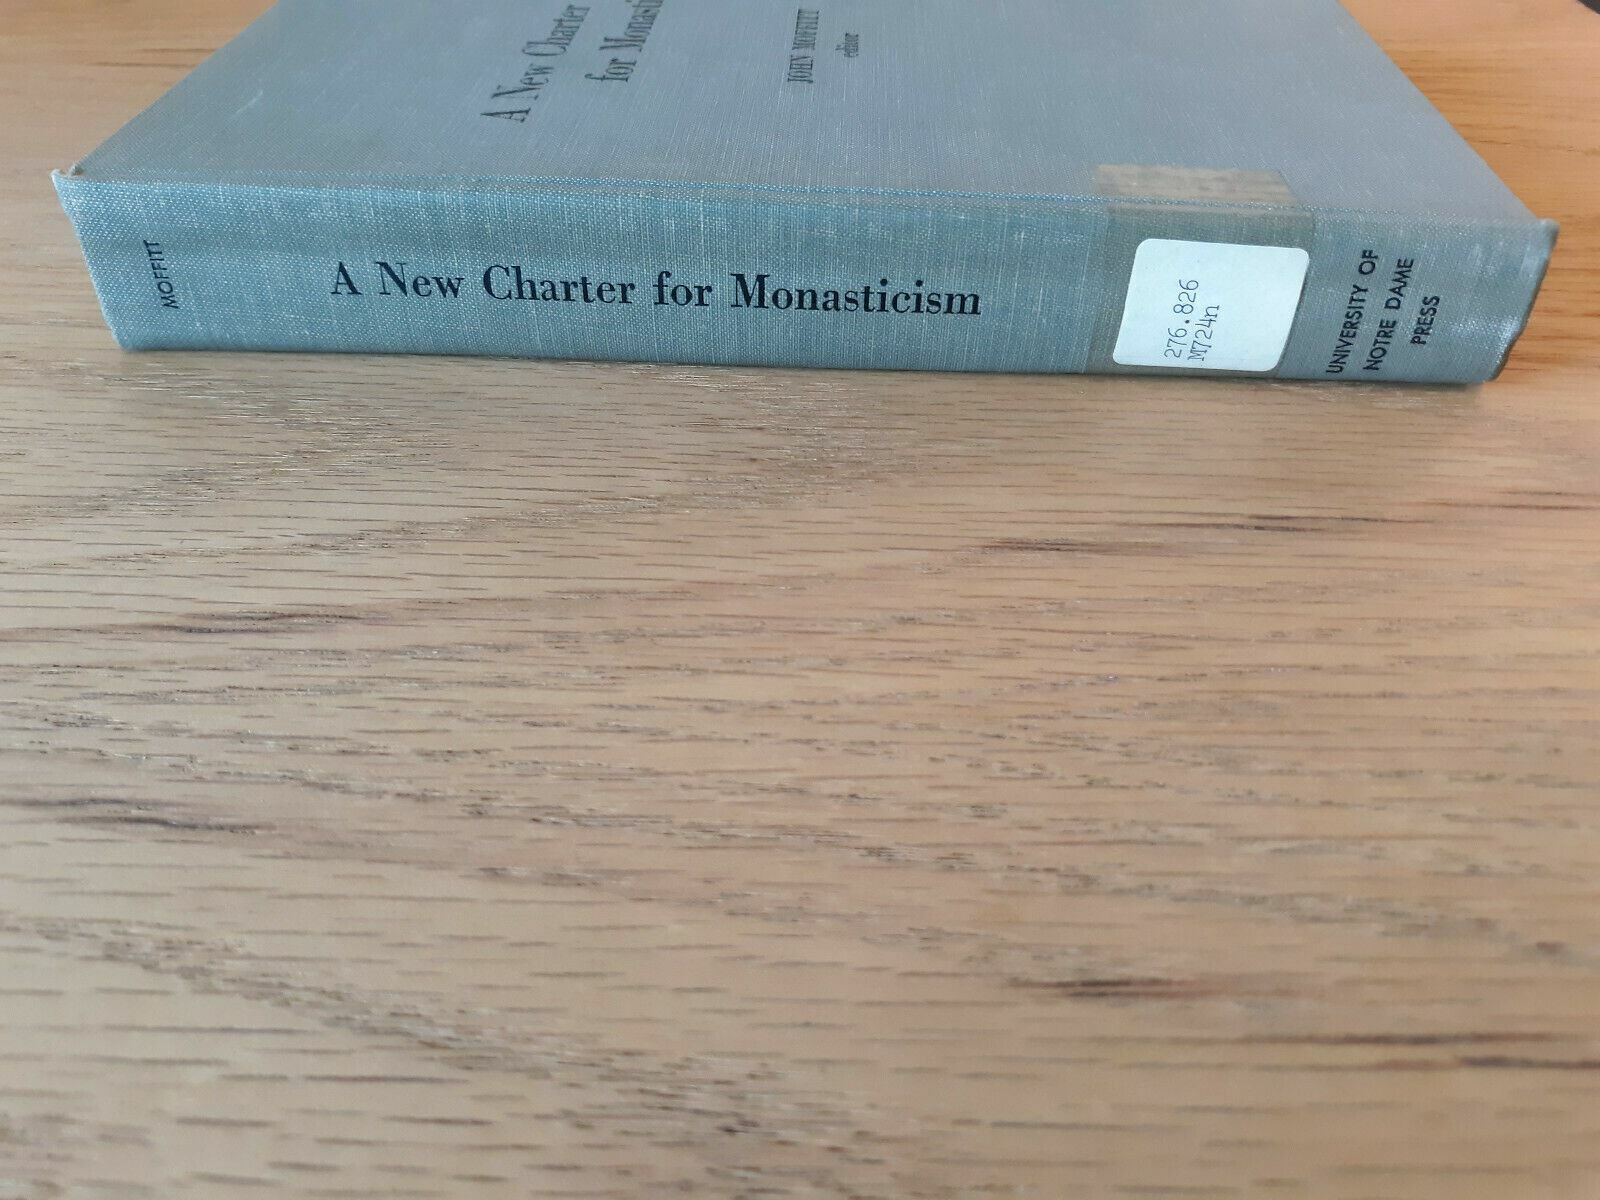 A New Charter
for Monasti
JOHN MOFFITT
editor
MOFFITT
A New Charter for Monasticism
276.826
M724n
UNIVERSITY OF
NOTRE DAME
PRESS